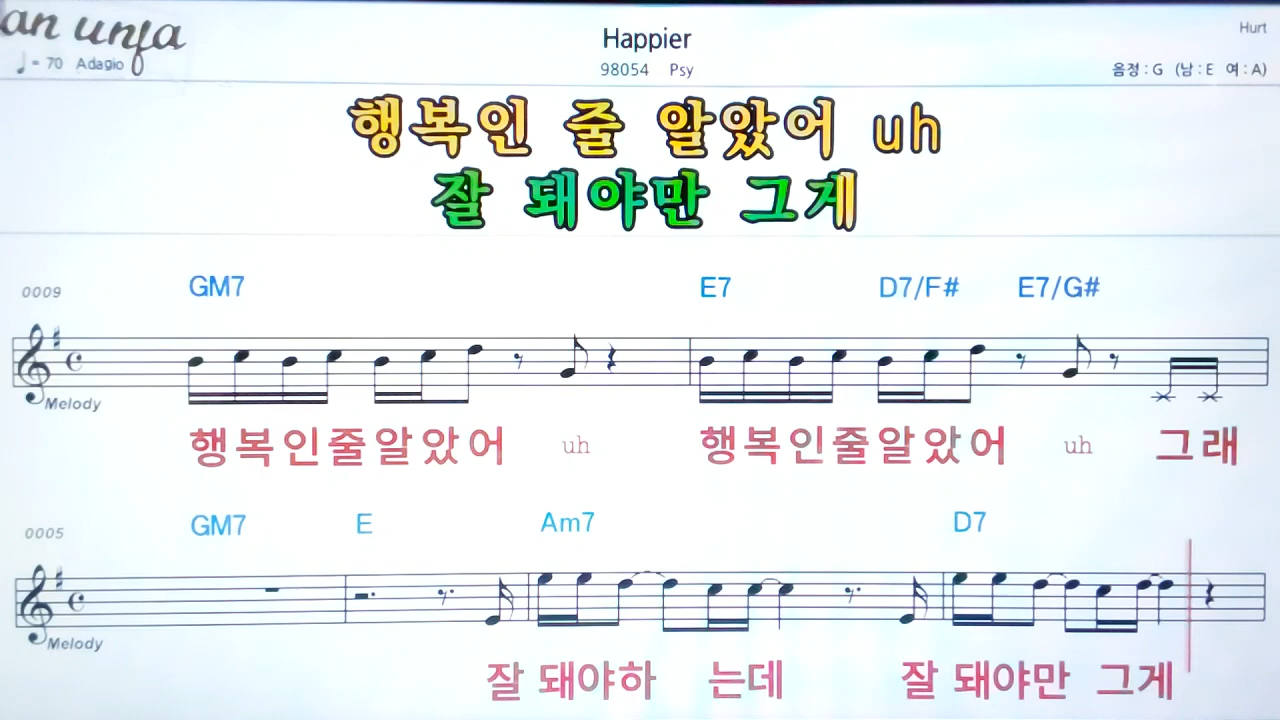 an unfa
Happier
Hurt
♩= 70 Adagio
98054 Psy
음정:G (남:E 여:A)
행복인 줄 알았어 uh
잘 돼야만 그게
0009 GM7 E7 D7/F# E7/G#
Melody
행복인줄알았어 uh 행복인줄알았어 uh 그래
0005 GM7 E Am7 D7
Melody
잘 돼야하 는데 잘 돼야만 그게